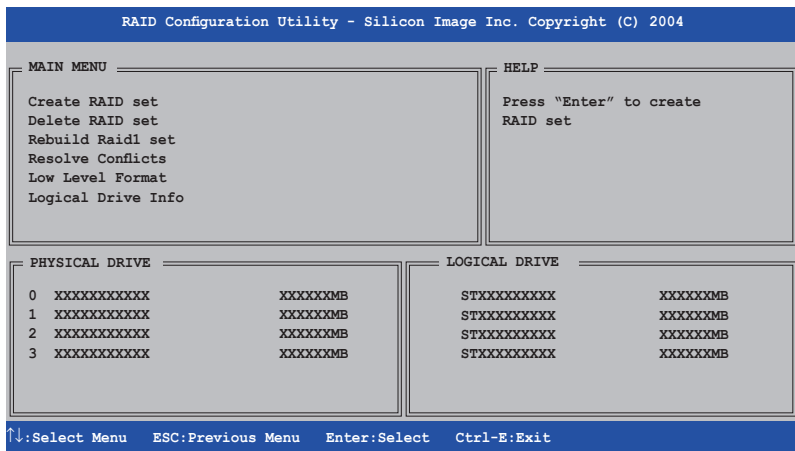 RAID Configuration Utility - Silicon Image Inc. Copyright (C) 2004
MAIN MENU
Create RAID set
Delete RAID set
Rebuild Raid1 set
Resolve Conflicts
Low Level Format
Logical Drive Info
HELP
Press “Enter” to create
RAID set
PHYSICAL DRIVE
0 XXXXXXXXXXX XXXXXXMB
1 XXXXXXXXXXX XXXXXXMB
2 XXXXXXXXXXX XXXXXXMB
3 XXXXXXXXXXX XXXXXXMB
LOGICAL DRIVE
STXXXXXXXXX XXXXXXMB
STXXXXXXXXX XXXXXXMB
STXXXXXXXXX XXXXXXMB
STXXXXXXXXX XXXXXXMB
↑↓:Select Menu ESC:Previous Menu Enter:Select Ctrl-E:Exit